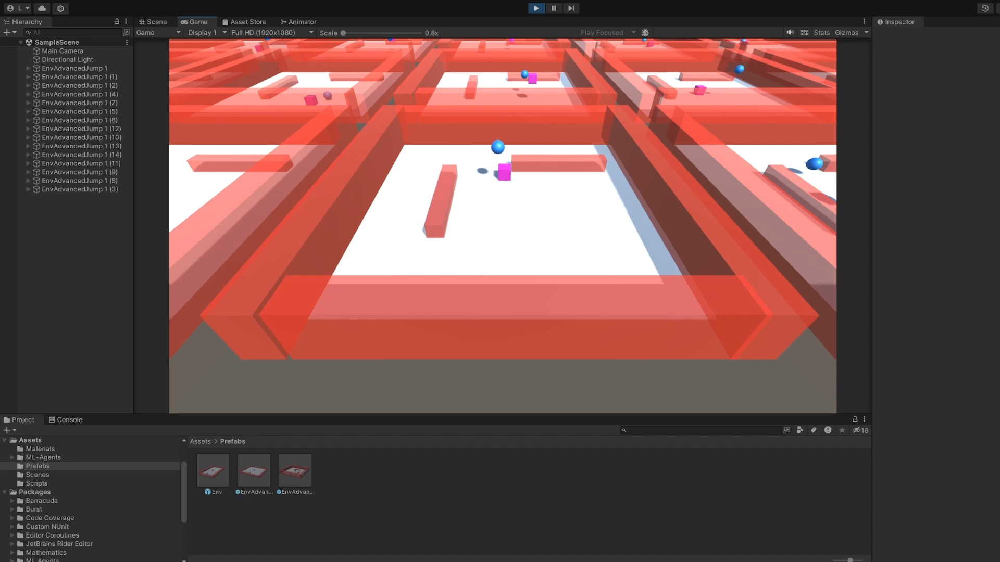 L
Hierarchy
Scene
Game
Asset Store
Animator
Inspector
All
Game
Display 1
Full HD (1920x1080)
Scale
0.8x
Play Focused
Stats
Gizmos
SampleScene
Main Camera
Directional Light
EnvAdvancedJump 1
EnvAdvancedJump 1 (1)
EnvAdvancedJump 1 (2)
EnvAdvancedJump 1 (4)
EnvAdvancedJump 1 (7)
EnvAdvancedJump 1 (5)
EnvAdvancedJump 1 (8)
EnvAdvancedJump 1 (12)
EnvAdvancedJump 1 (10)
EnvAdvancedJump 1 (13)
EnvAdvancedJump 1 (14)
EnvAdvancedJump 1 (11)
EnvAdvancedJump 1 (9)
EnvAdvancedJump 1 (6)
EnvAdvancedJump 1 (3)
Project
Console
18
Assets
Materials
ML-Agents
Prefabs
Scenes
Scripts
Packages
Barracuda
Burst
Code Coverage
Custom NUnit
Editor Coroutines
JetBrains Rider Editor
Mathematics
ML Agents
Assets > Prefabs
Env
EnvAdvan...
EnvAdvan...